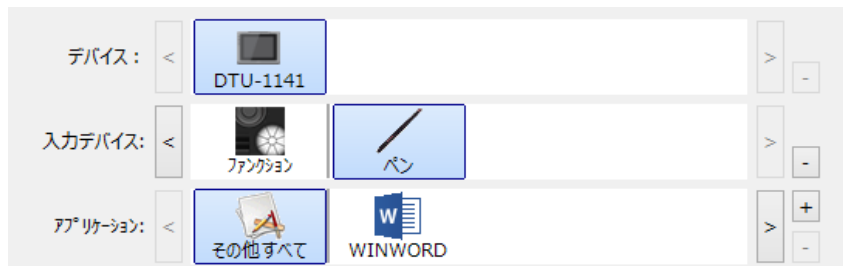 デバイス : < DTU-1141 > -
入力デバイス: < ファンクション ペン > -
アプリケーション: < その他すべて W WINWORD > + -